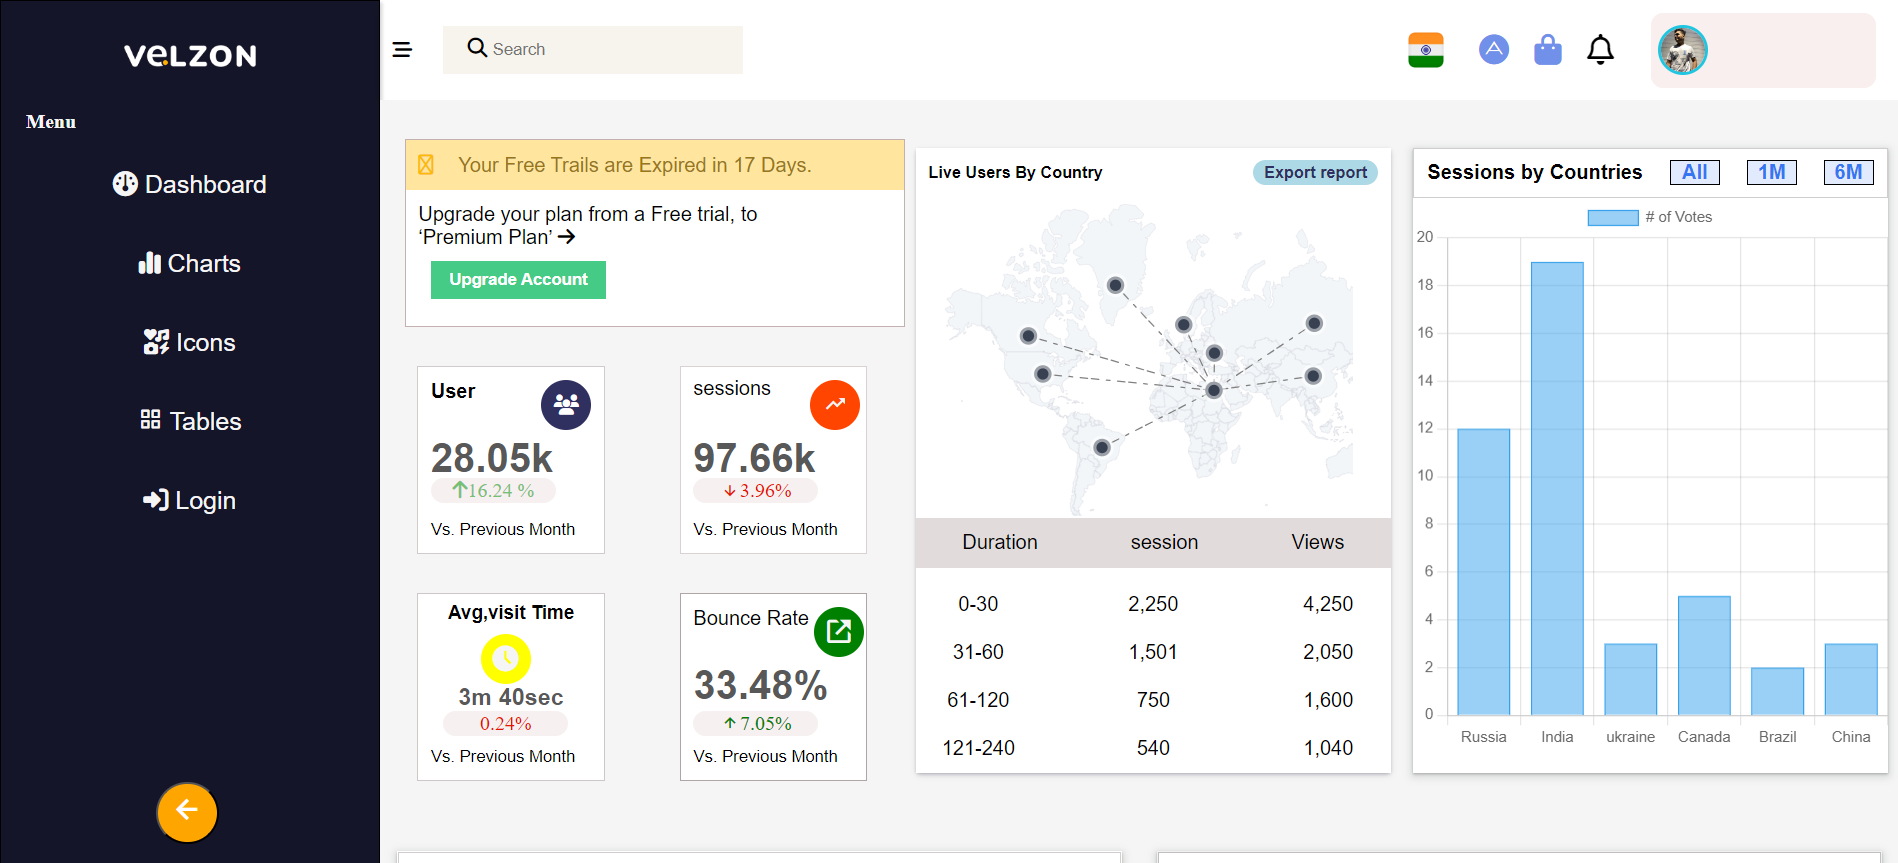 VELZON
Menu
Dashboard
Charts
Icons
Tables
Login
Search
Your Free Trails are Expired in 17 Days.
Upgrade your plan from a Free trial, to
‘Premium Plan’
Upgrade Account
User
28.05k
16.24 %
Vs. Previous Month
sessions
97.66k
3.96%
Vs. Previous Month
Avg,visit Time
3m 40sec
0.24%
Vs. Previous Month
Bounce Rate
33.48%
7.05%
Vs. Previous Month
Live Users By Country
Export report
Duration session Views
0-30 2,250 4,250
31-60 1,501 2,050
61-120 750 1,600
121-240 540 1,040
Sessions by Countries
All 1M 6M
# of Votes
20
18
16
14
12
10
8
6
4
2
0
Russia India ukraine Canada Brazil China